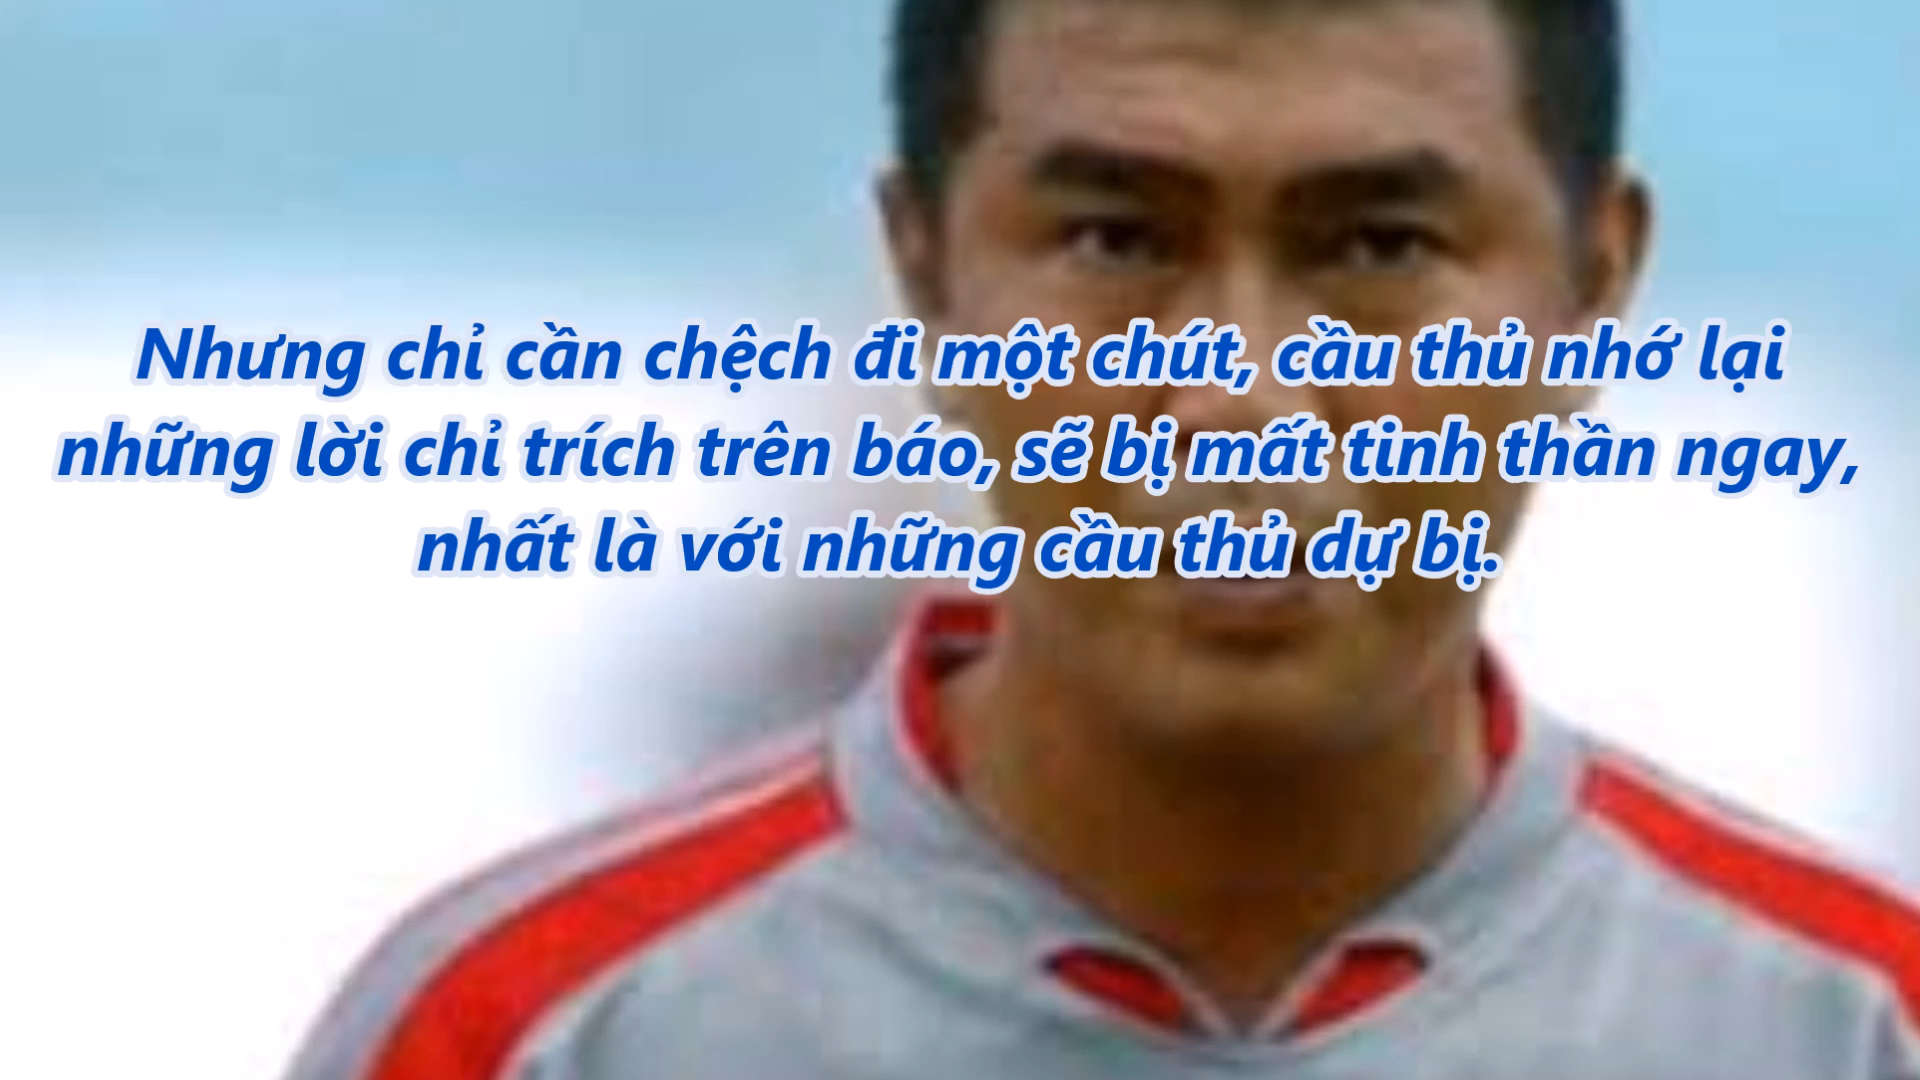 Nhưng chỉ cần chệch đi một chút, cầu thủ nhớ lại
những lời chỉ trích trên báo, sẽ bị mất tinh thần ngay,
nhất là với những cầu thủ dự bị.